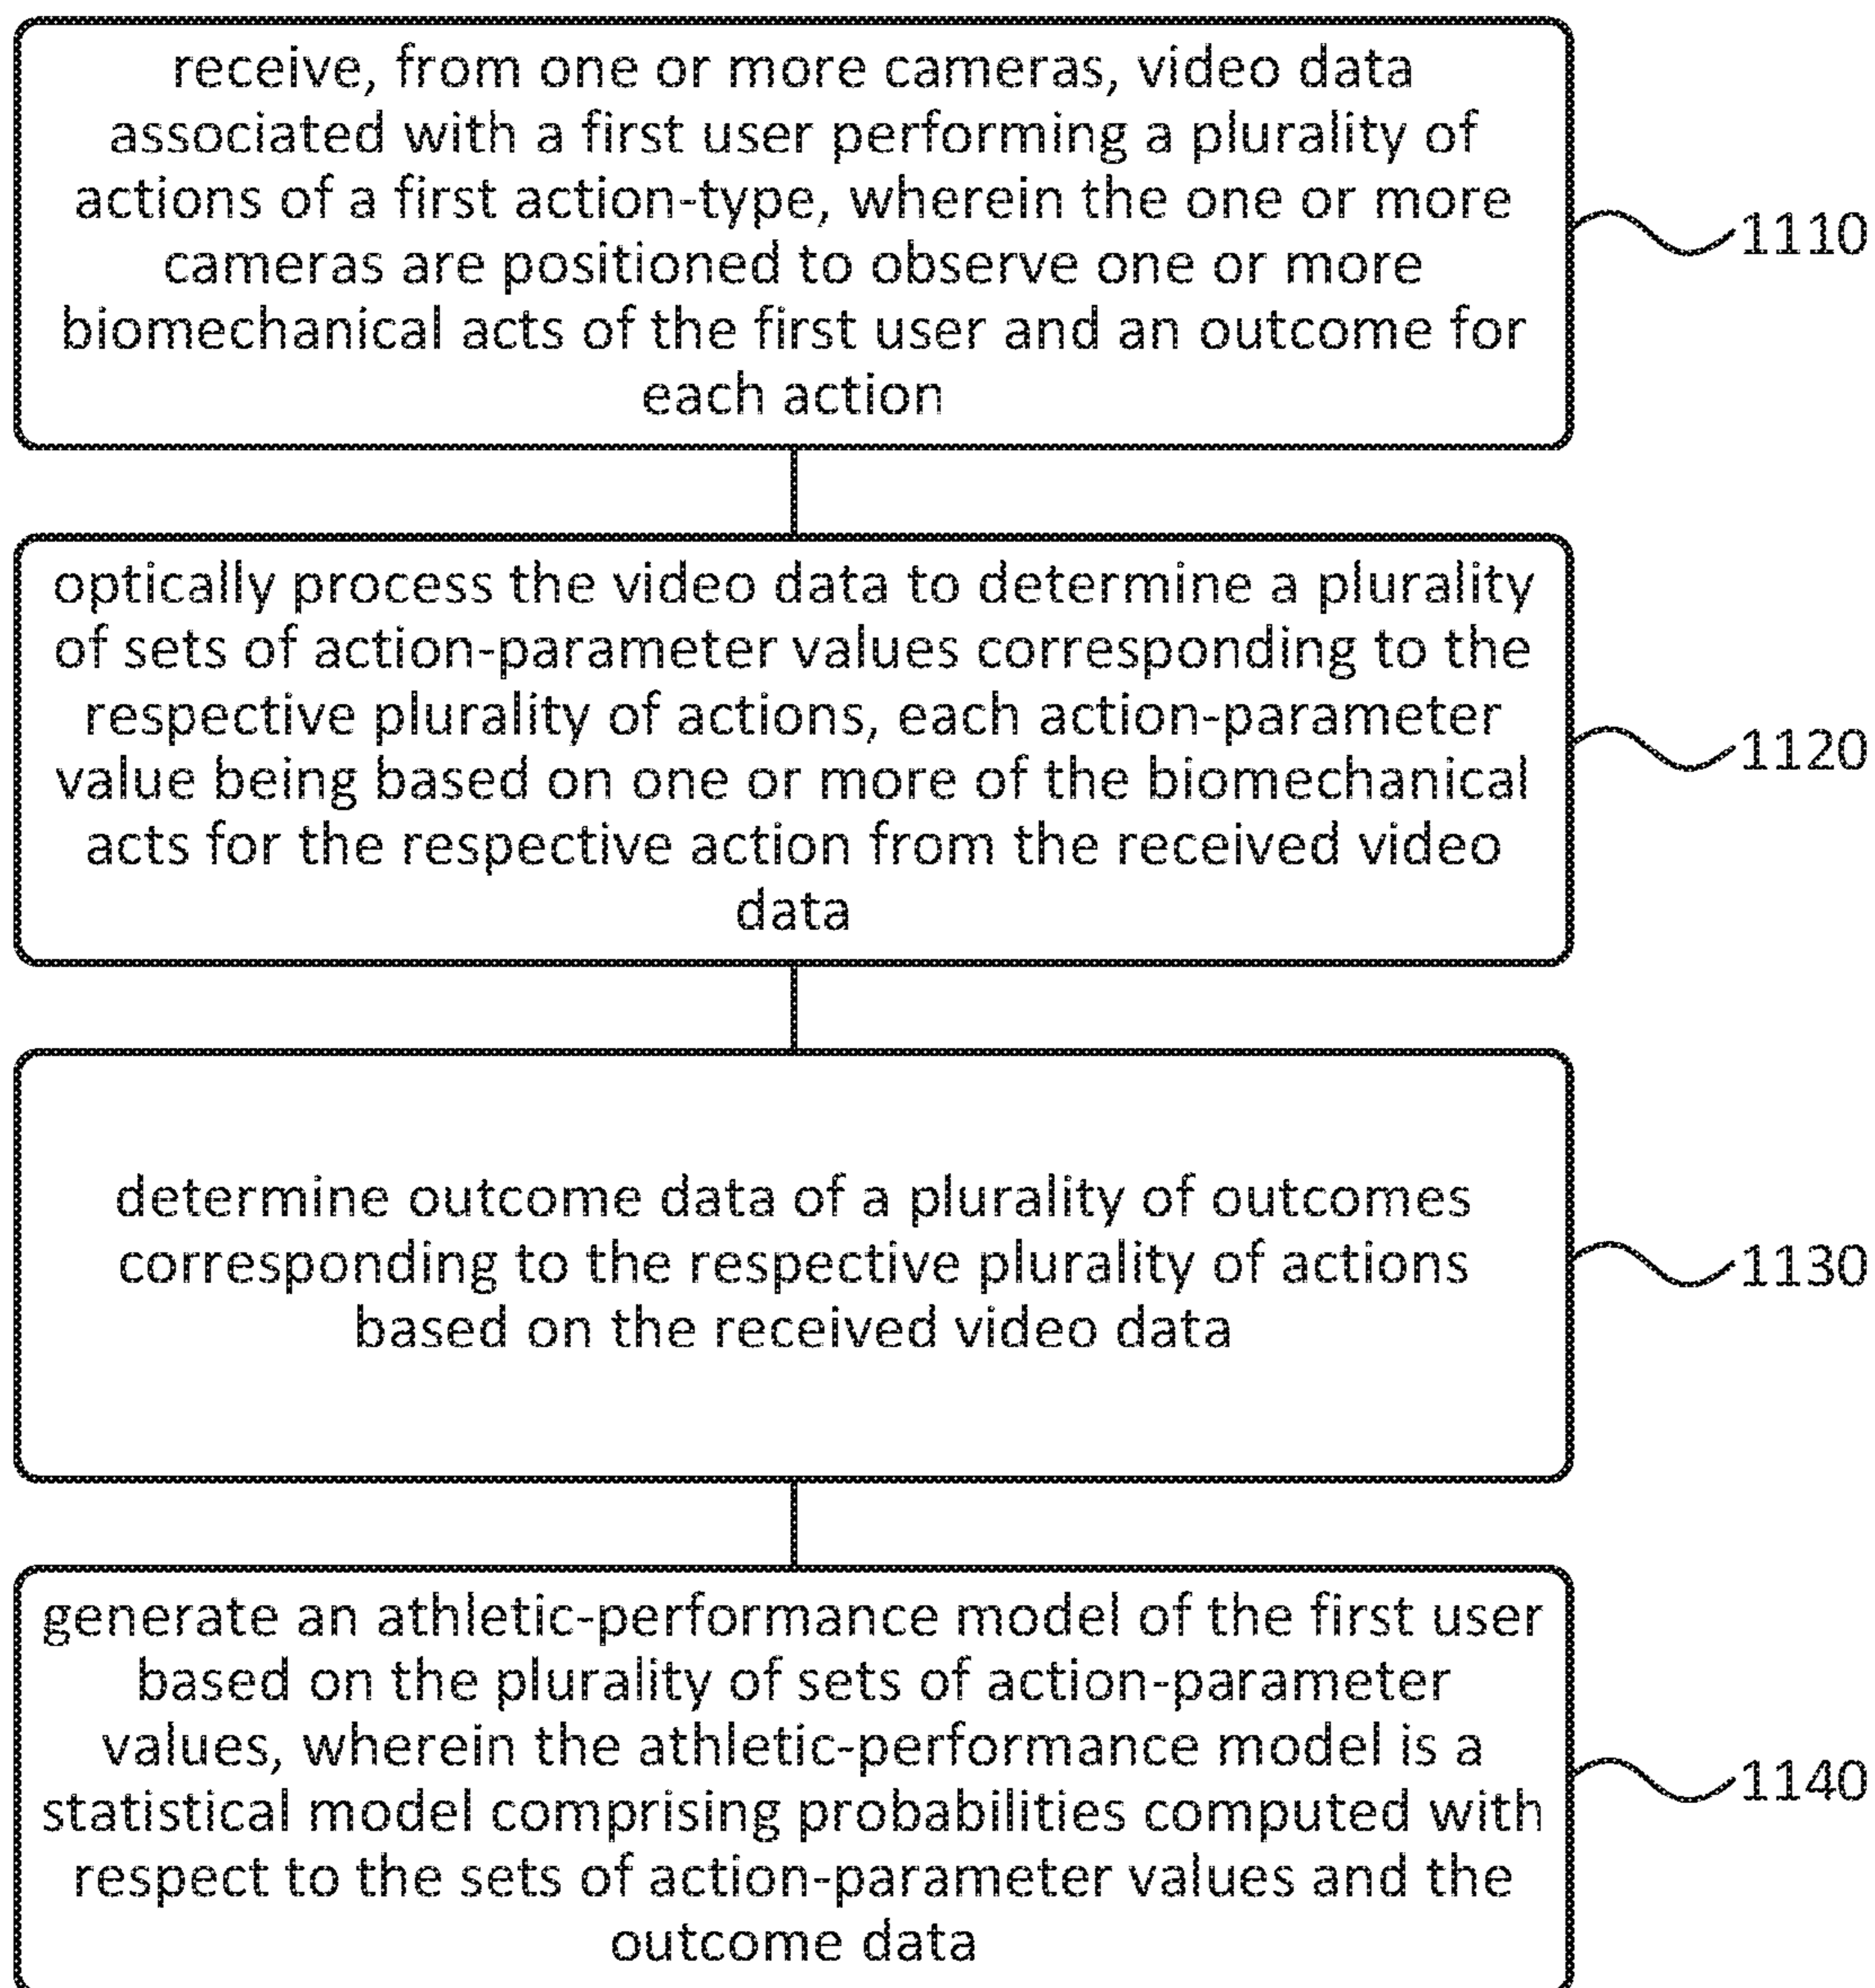 receive, from one or more cameras, video data
associated with a first user performing a plurality of
actions of a first action-type, wherein the one or more
cameras are positioned to observe one or more
biomechanical acts of the first user and an outcome for
each action
1110
optically process the video data to determine a plurality
of sets of action-parameter values corresponding to the
respective plurality of actions, each action-parameter
value being based on one or more of the biomechanical
acts for the respective action from the received video
data
1120
determine outcome data of a plurality of outcomes
corresponding to the respective plurality of actions
based on the received video data
1130
generate an athletic-performance model of the first user
based on the plurality of sets of action-parameter
values, wherein the athletic-performance model is a
statistical model comprising probabilities computed with
respect to the sets of action-parameter values and the
outcome data
1140